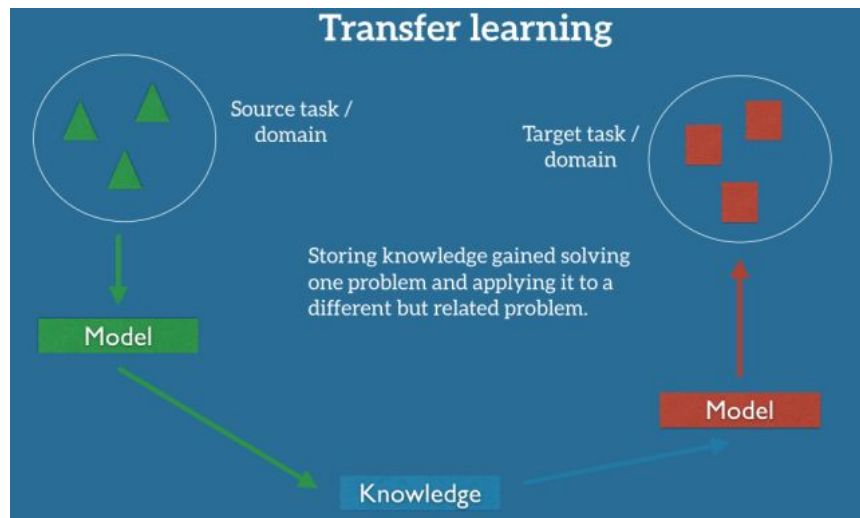 Transfer learning
Source task /
domain
Target task /
domain
Storing knowledge gained solving
one problem and applying it to a
different but related problem.
Model
Model
Knowledge